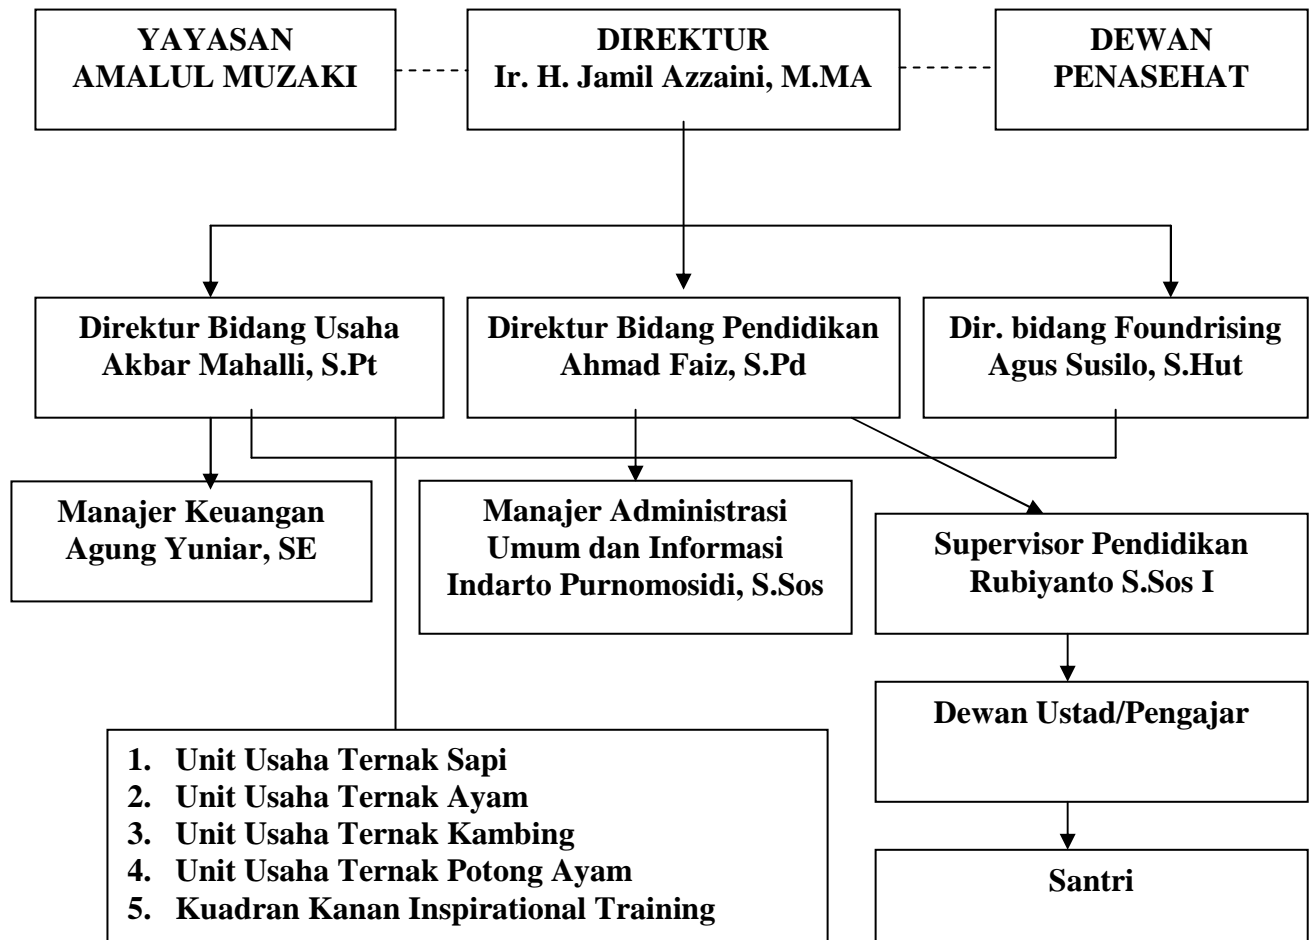 YAYASAN
AMALUL MUZAKI
DIREKTUR
Ir. H. Jamil Azzaini, M.MA
DEWAN
PENASEHAT
Direktur Bidang Usaha
Akbar Mahalli, S.Pt
Direktur Bidang Pendidikan
Ahmad Faiz, S.Pd
Dir. bidang Foundrising
Agus Susilo, S.Hut
Manajer Keuangan
Agung Yuniar, SE
Manajer Administrasi
Umum dan Informasi
Indarto Purnomosidi, S.Sos
Supervisor Pendidikan
Rubiyanto S.Sos I
Dewan Ustad/Pengajar
1. Unit Usaha Ternak Sapi
2. Unit Usaha Ternak Ayam
3. Unit Usaha Ternak Kambing
4. Unit Usaha Ternak Potong Ayam
5. Kuadran Kanan Inspirational Training
Santri